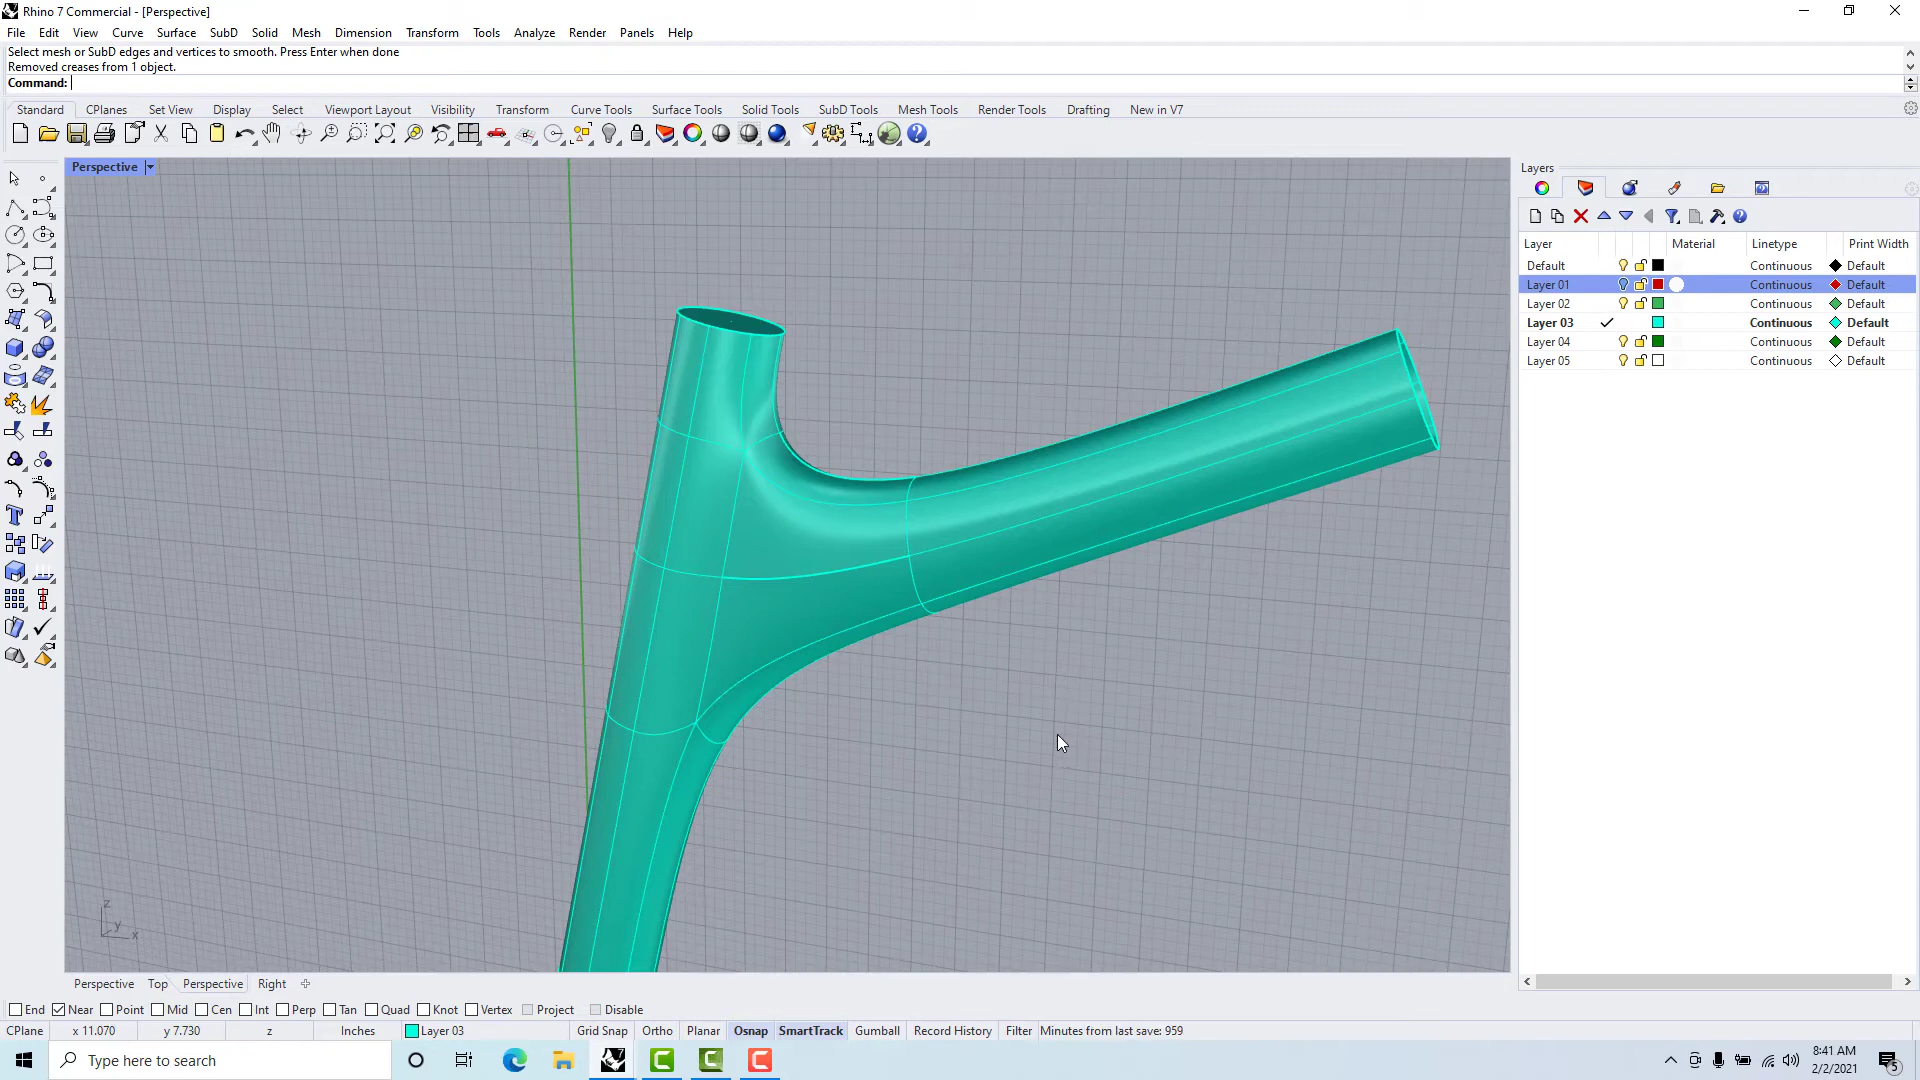 Rhino 7 Commercial - [Perspective]
File Edit View Curve Surface SubD Solid Mesh Dimension Transform Tools Analyze Render Panels Help
Select mesh or SubD edges and vertices to smooth. Press Enter when done
Removed creases from 1 object.
Command:
Standard CPlanes Set View Display Select Viewport Layout Visibility Transform Curve Tools Surface Tools Solid Tools SubD Tools Mesh Tools Render Tools Drafting New in V7
Perspective
Layers
Layer Material Linetype Print Width
Default Continuous Default
Layer 01 Continuous Default
Layer 02 Continuous Default
Layer 03 Continuous Default
Layer 04 Continuous Default
Layer 05 Continuous Default
z
y
x
Perspective Top Perspective Right
End Near Point Mid Cen Int Perp Tan Quad Knot Vertex Project Disable
CPlane x 11.070 y 7.730 z Inches Layer 03 Grid Snap Ortho Planar Osnap SmartTrack Gumball Record History Filter Minutes from last save: 959
Type here to search
8:41 AM
2/2/2021
5